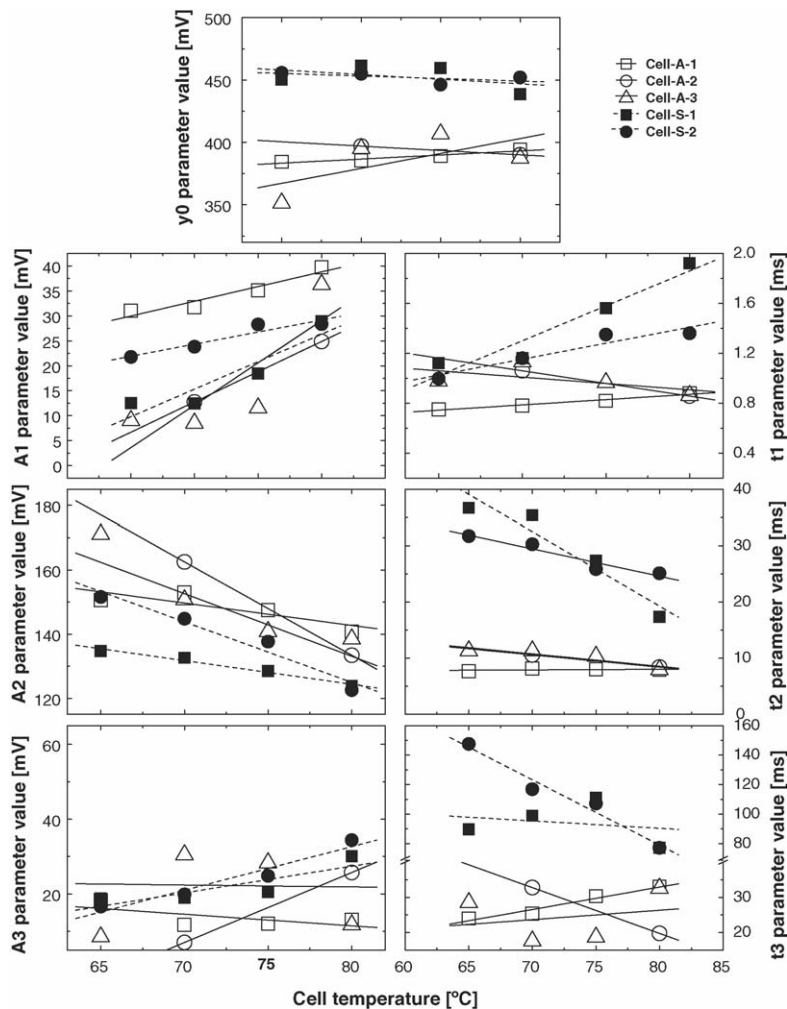 500
450
400
350
y0 parameter value [mV]
Cell-A-1
Cell-A-2
Cell-A-3
Cell-S-1
Cell-S-2
40
35
30
25
20
15
10
5
0
A1 parameter value [mV]
2.0
1.6
1.2
0.8
0.4
t1 parameter value [ms]
180
160
140
120
A2 parameter value [mV]
40
30
20
10
0
t2 parameter value [ms]
60
40
20
A3 parameter value [mV]
160
140
120
100
80
30
20
t3 parameter value [ms]
65 70 75 80 60 65 70 75 80 85
Cell temperature [ºC]